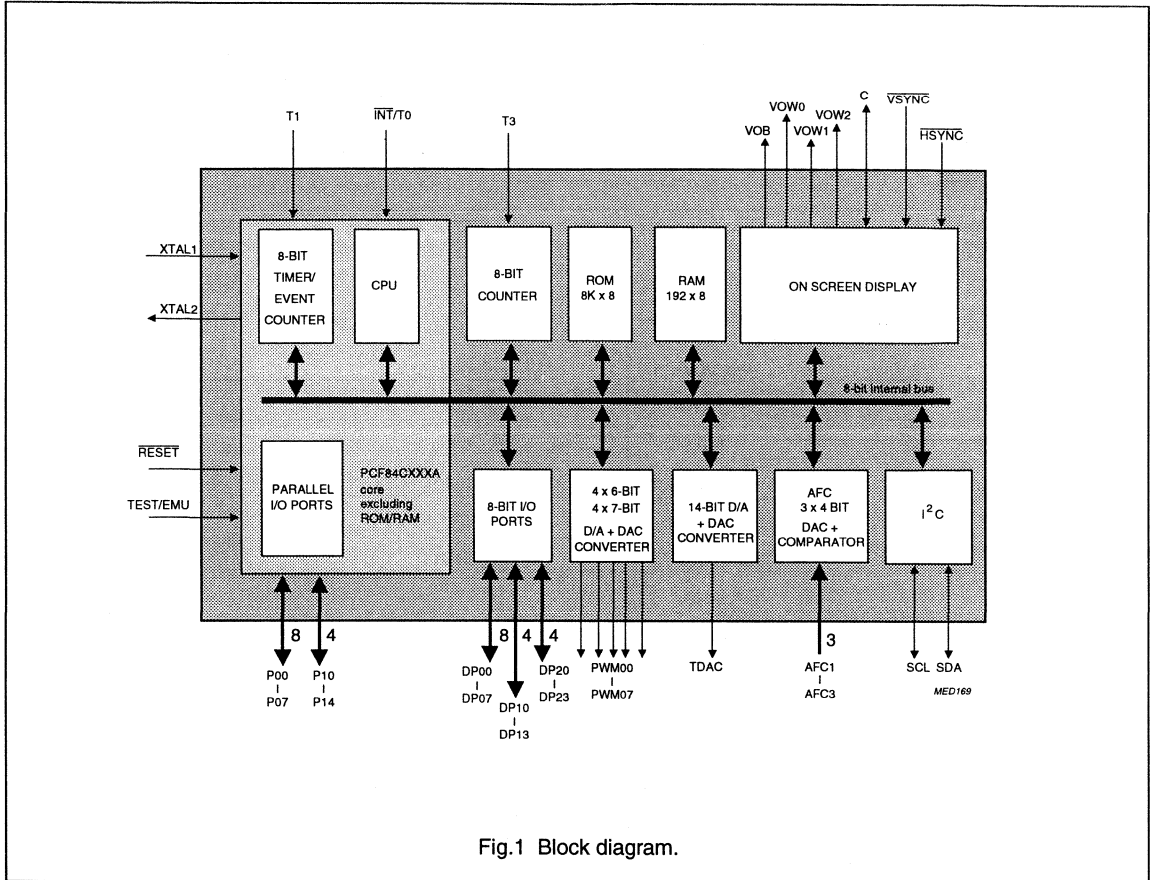 T1
INT/T0
T3
VOB
VOW0
VOW1
VOW2
C
VSYNC
HSYNC
XTAL1
XTAL2
RESET
TEST/EMU
8-BIT
TIMER/
EVENT
COUNTER
CPU
8-BIT
COUNTER
ROM
8K x 8
RAM
192 x 8
ON SCREEN DISPLAY
8-bit internal bus
PARALLEL
I/O PORTS
PCF84CXXXA
core
excluding
ROM/RAM
8-BIT I/O
PORTS
4 x 6-BIT
4 x 7-BIT
D/A + DAC
CONVERTER
14-BIT D/A
+ DAC
CONVERTER
AFC
3 x 4 BIT
DAC +
COMPARATOR
I²C
8
4
8
4
4
3
P00
P07
P10
P14
DP00
DP07
DP10
DP13
DP20
DP23
PWM00
PWM07
TDAC
AFC1
AFC3
SCL SDA
MED169
Fig.1 Block diagram.